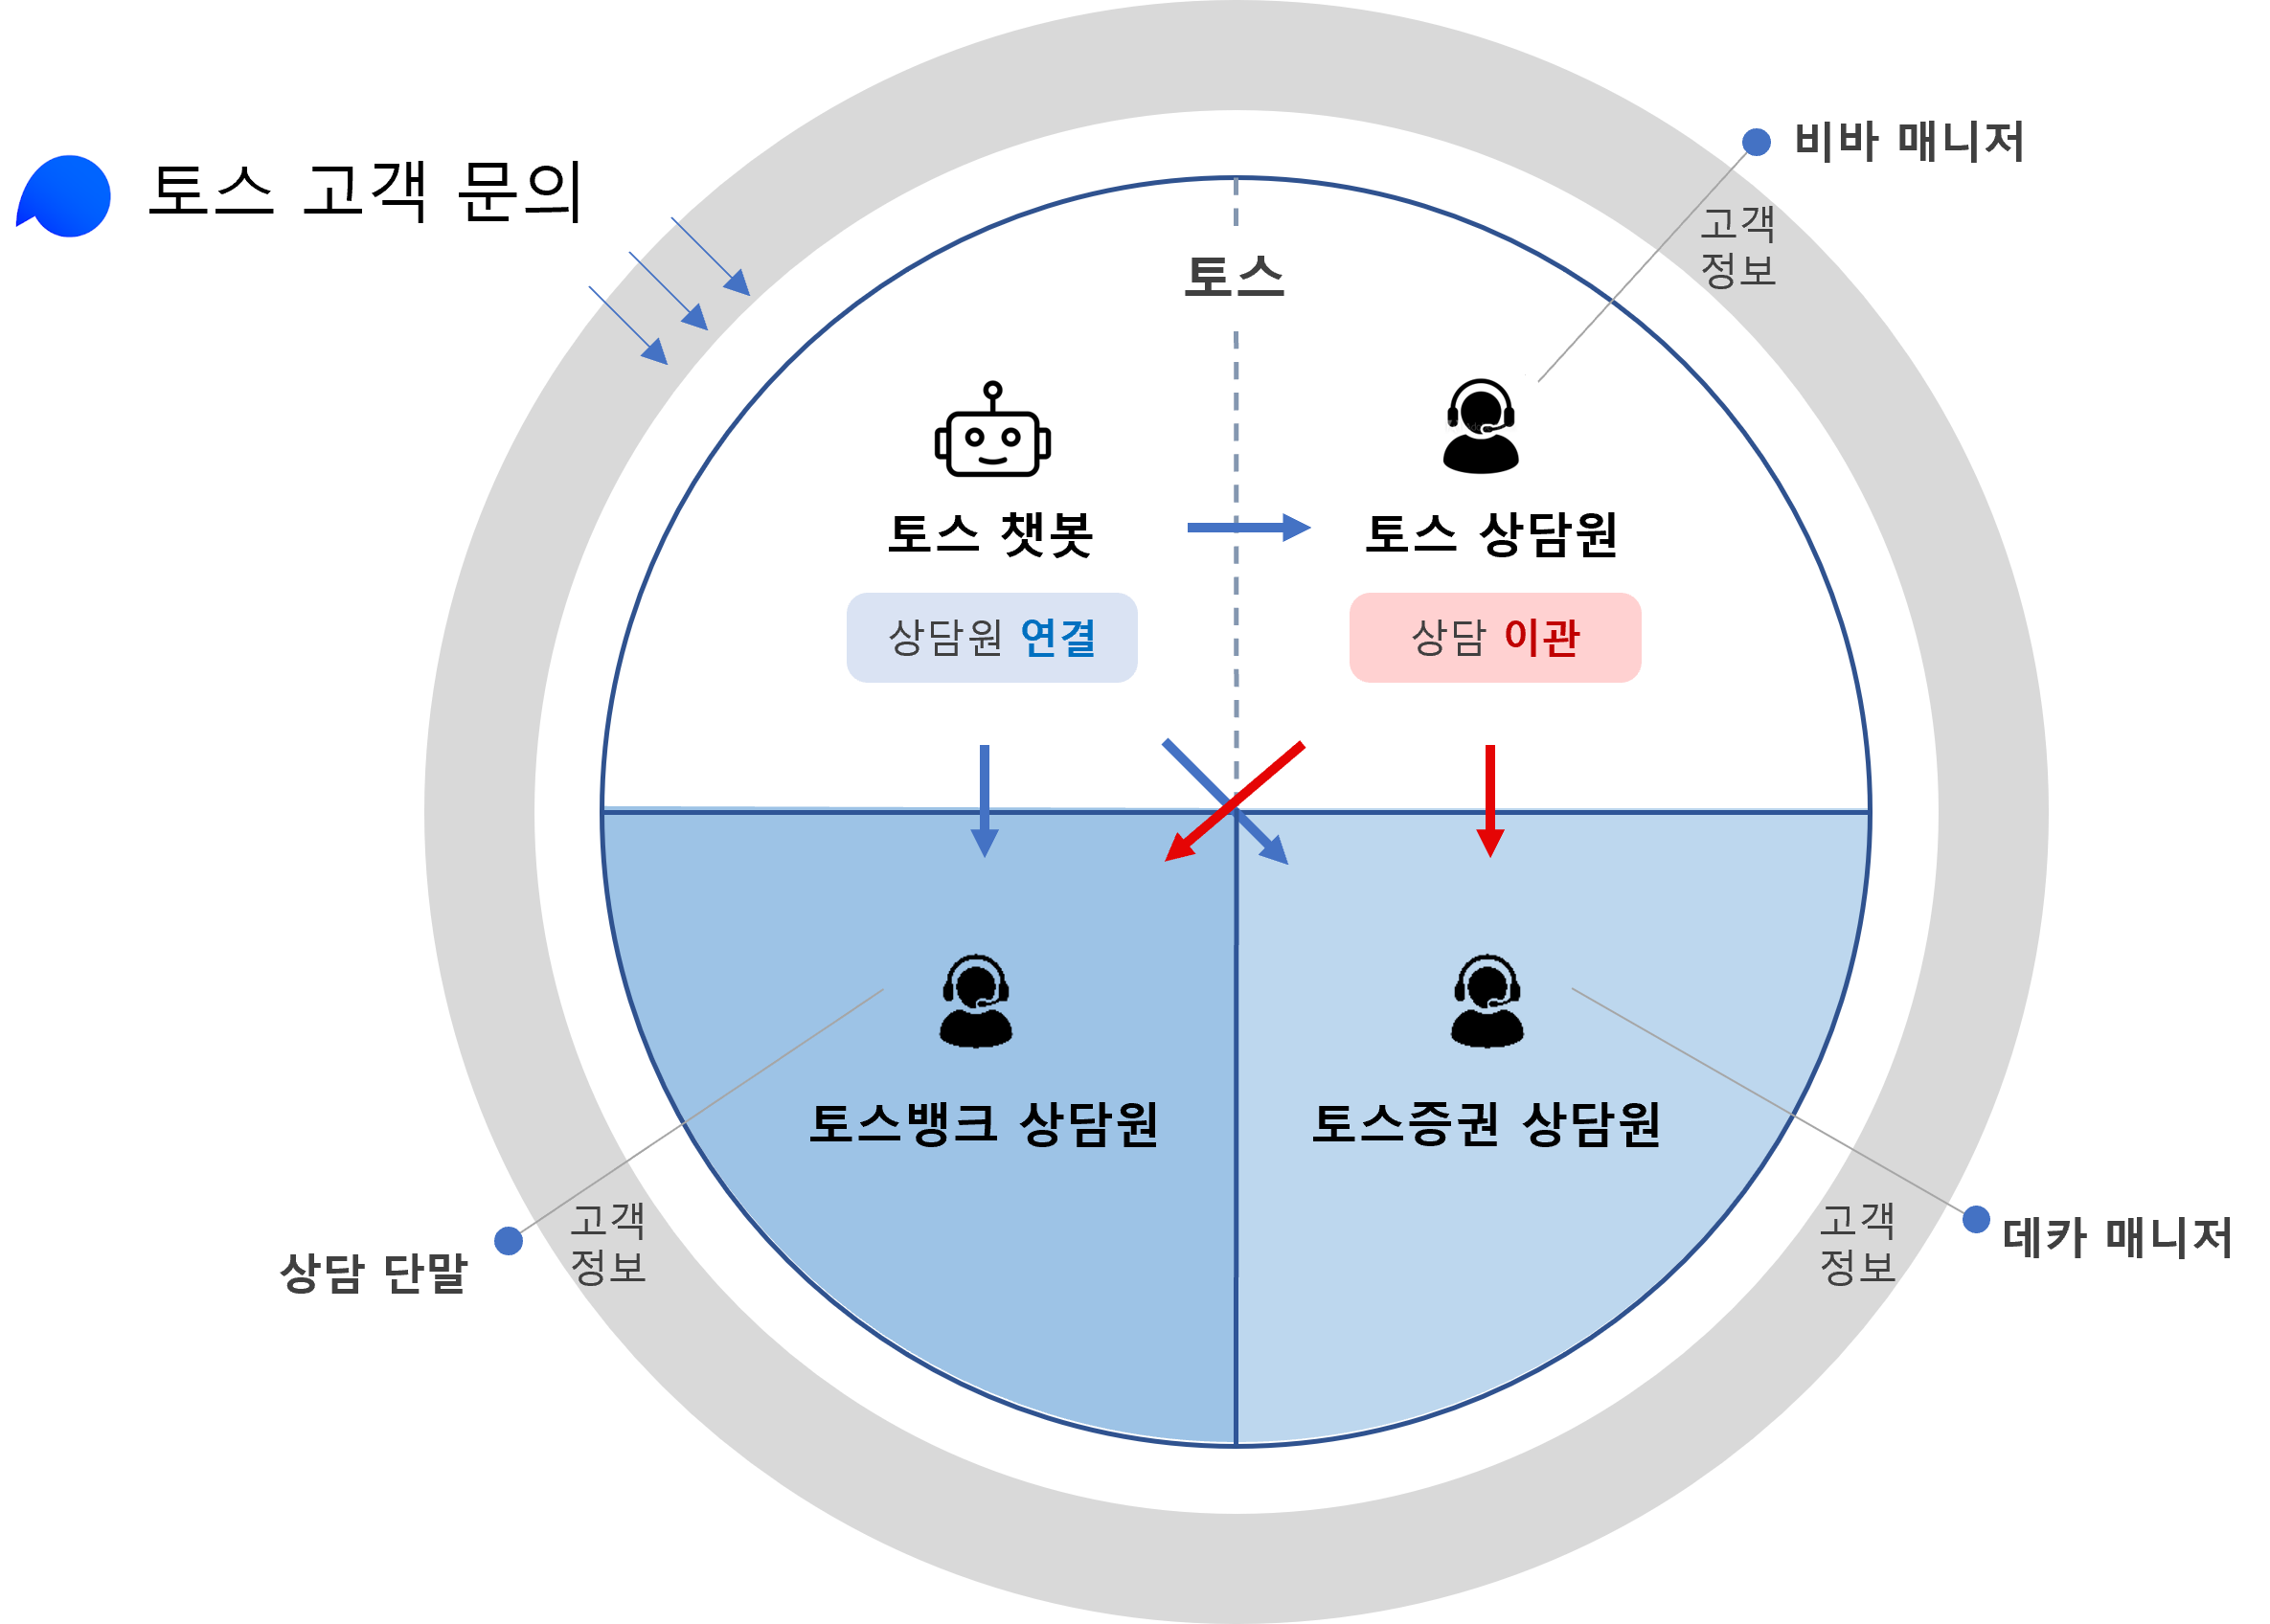 토스 고객 문의
비바 매니저
고객
정보
토스
토스 챗봇
토스 상담원
상담원 연결
상담 이관
토스뱅크 상담원
토스증권 상담원
고객
정보
상담 단말
고객
정보
데카 매니저